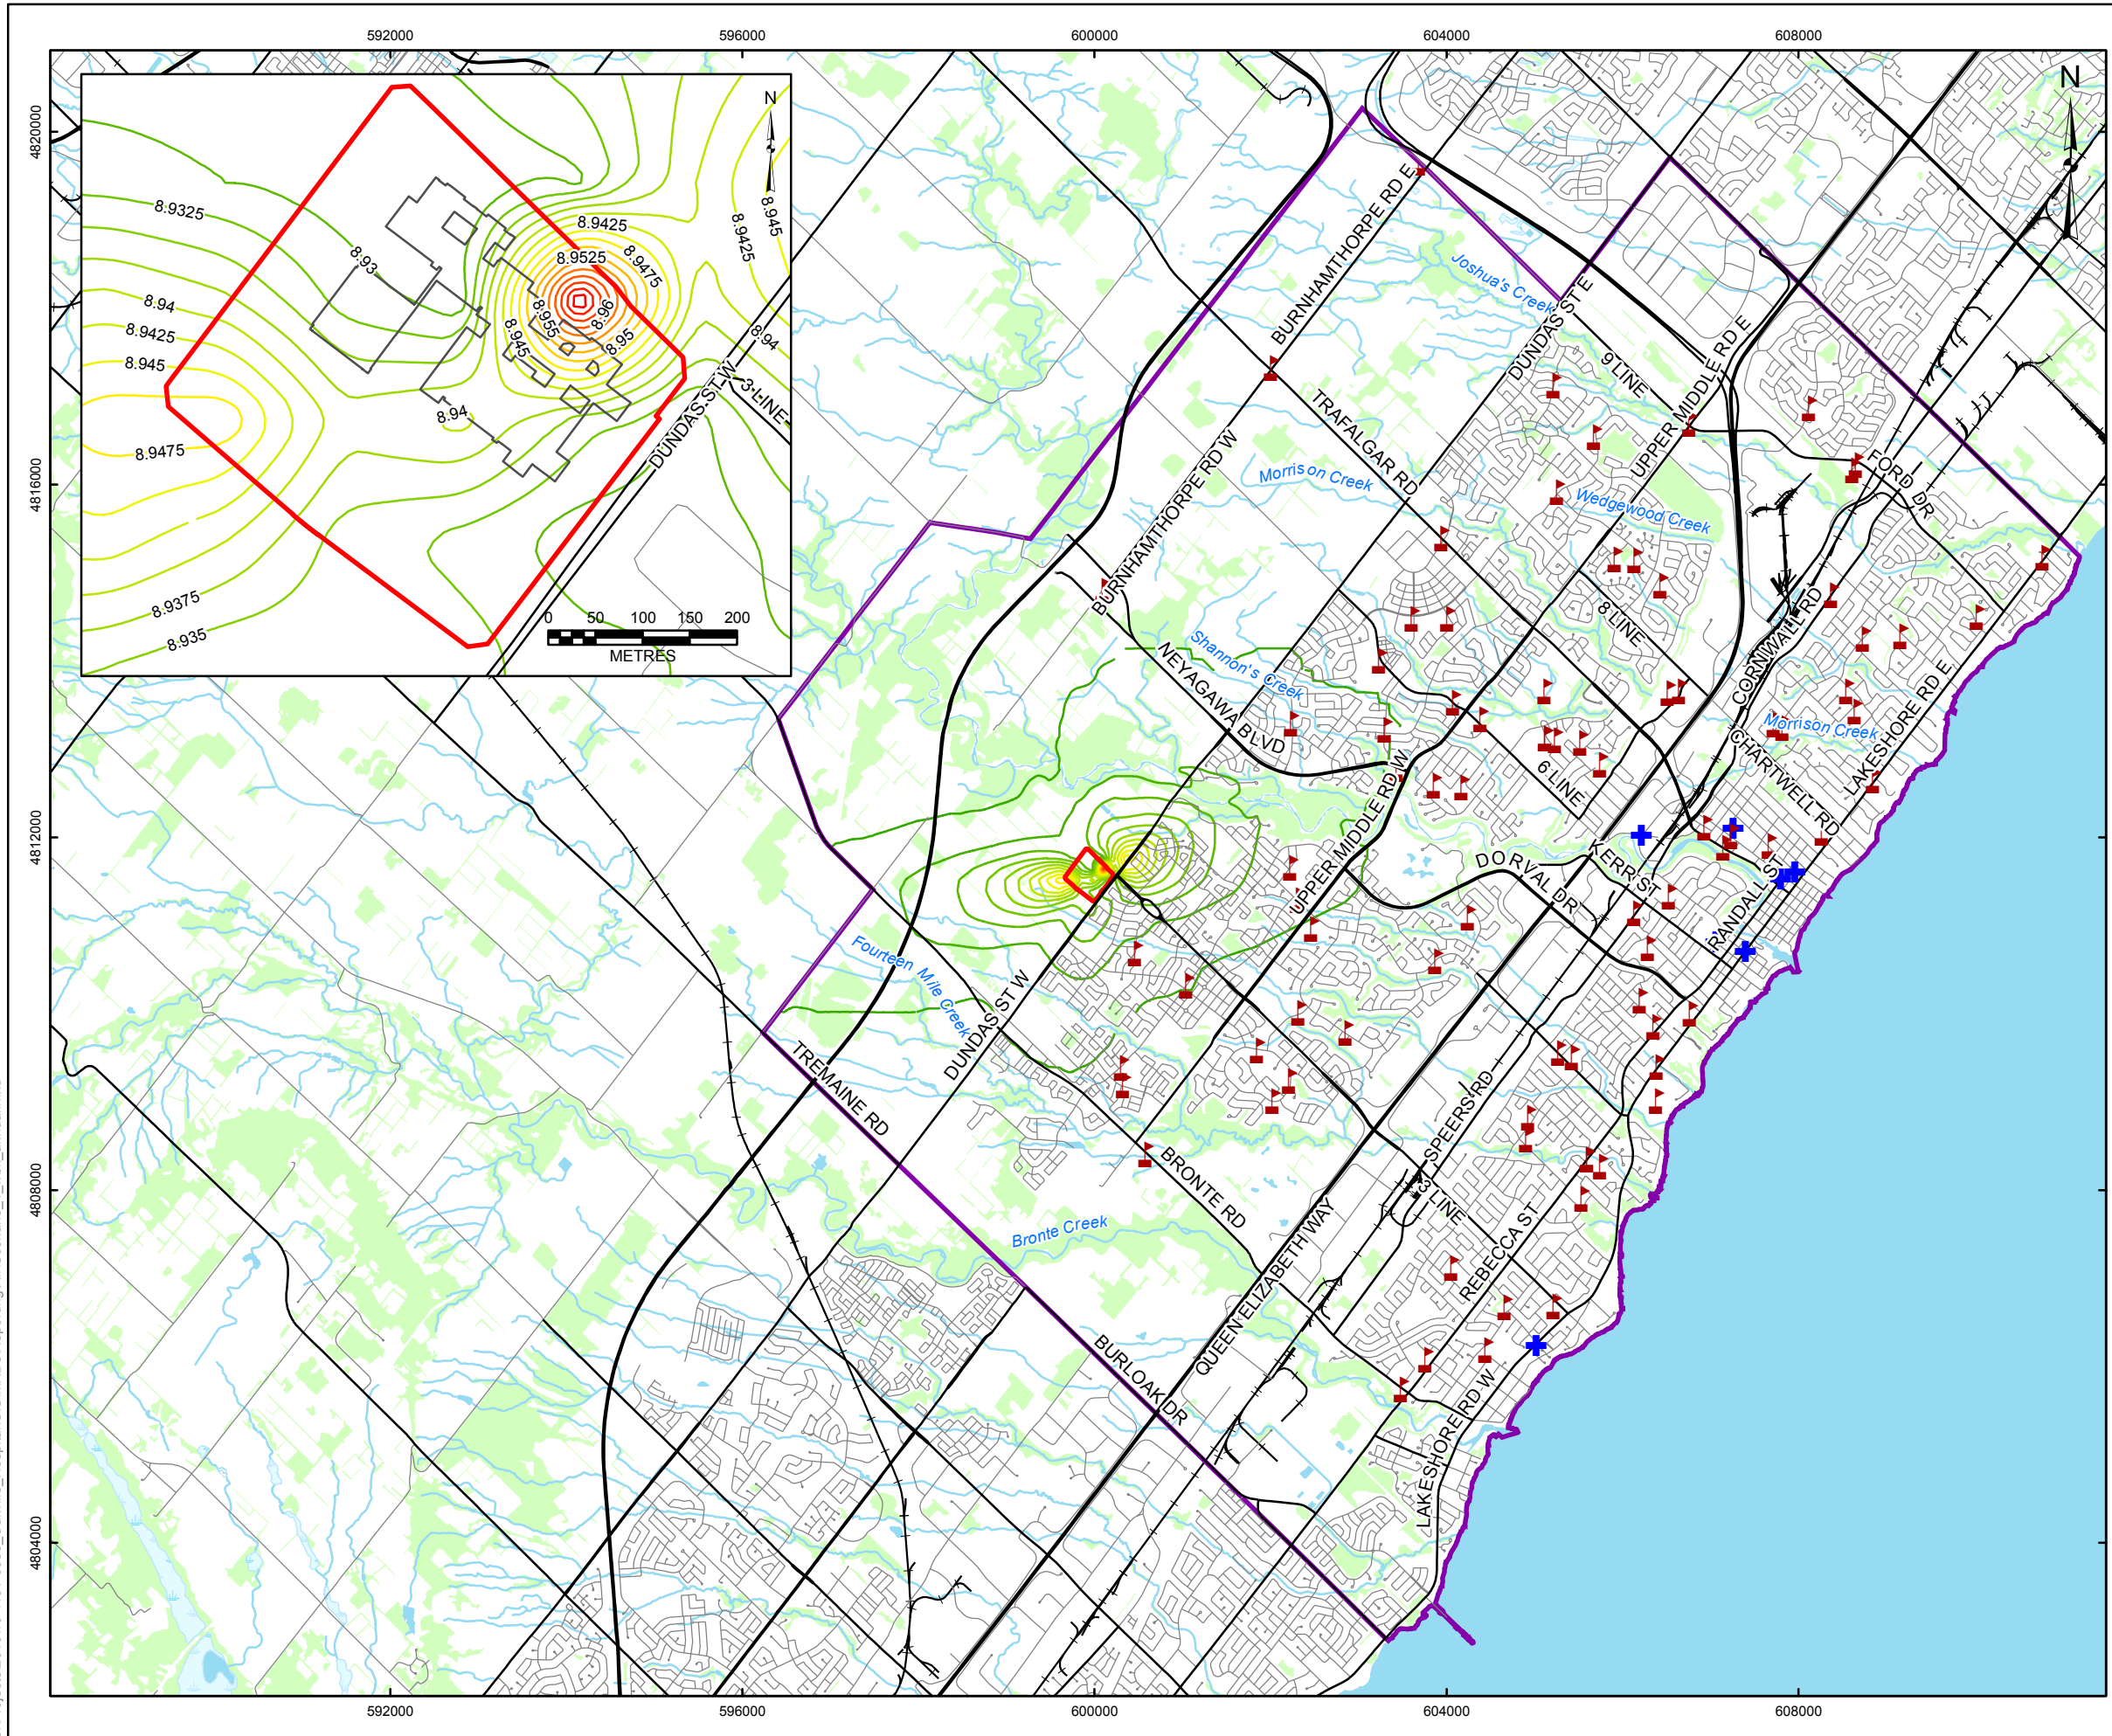 592000
596000
600000
604000
608000
N
N
4820000
4816000
4812000
4808000
4804000
8.9325
8.93
8.94
8.9425
8.945
8.9475
8.9375
8.935
8.9425
8.9475
8.9525
8.955
8.96
8.945
8.95
8.94
8.9425
8.945
8.94
DUNDAS ST W
3 LINE
0 50 100 150 200
METRES
BURNHAMTHORPE RD E
Joshua's Creek
DUNDAS ST E
9 LINE
UPPER MIDDLE RD E
TRAFALGAR RD
FORD DR
BURNHAMTHORPE RD W
Morrison Creek
Wedgewood Creek
8 LINE
CORNWALL RD
Shannon's Creek
NEYAGAWA BLVD
LAKESHORE RD E
Morrison Creek
CHARTWELL RD
6 LINE
UPPER MIDDLE RD W
DORVAL DR
KERR ST
RANDALL ST
Fourteen Mile Creek
DUNDAS ST W
TREMAINE RD
BRONTE RD
SPEERS RD
3 LINE
Bronte Creek
REBECCA ST
QUEEN ELIZABETH WAY
BURLOAK DR
LAKESHORE RD W
592000
596000
600000
604000
608000